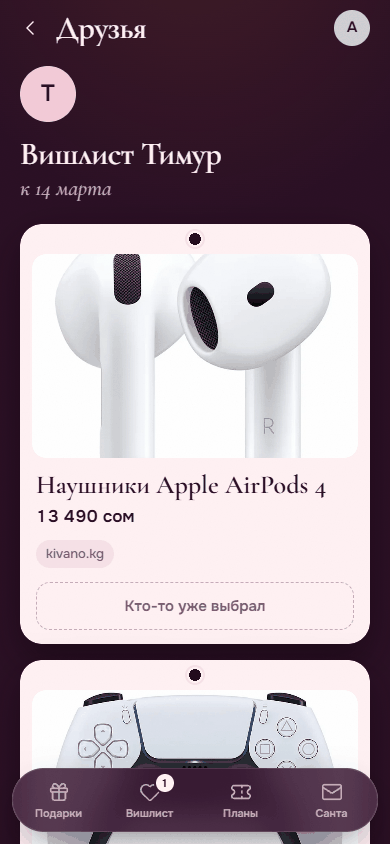 Друзья
A
T
Вишлист Тимур
к 14 марта
R
Наушники Apple AirPods 4
13 490 сом
kivano.kg
Кто-то уже выбрал
1
Подарки
Вишлист
Планы
Санта